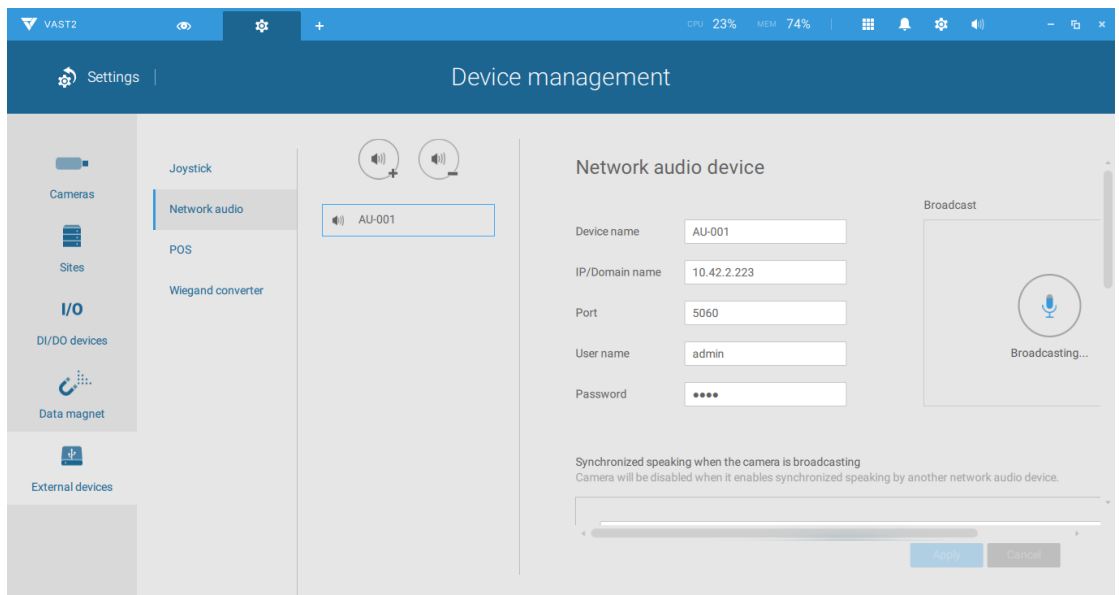 VAST2
+
CPU 23% MEM 74%
Settings
Device management
Cameras
Sites
I/O
DI/DO devices
Data magnet
External devices
Joystick
Network audio
POS
Wiegand converter
AU-001
Network audio device
Device name AU-001
IP/Domain name 10.42.2.223
Port 5060
User name admin
Password ●●●●
Broadcast
Broadcasting...
Synchronized speaking when the camera is broadcasting
Camera will be disabled when it enables synchronized speaking by another network audio device.
Apply Cancel